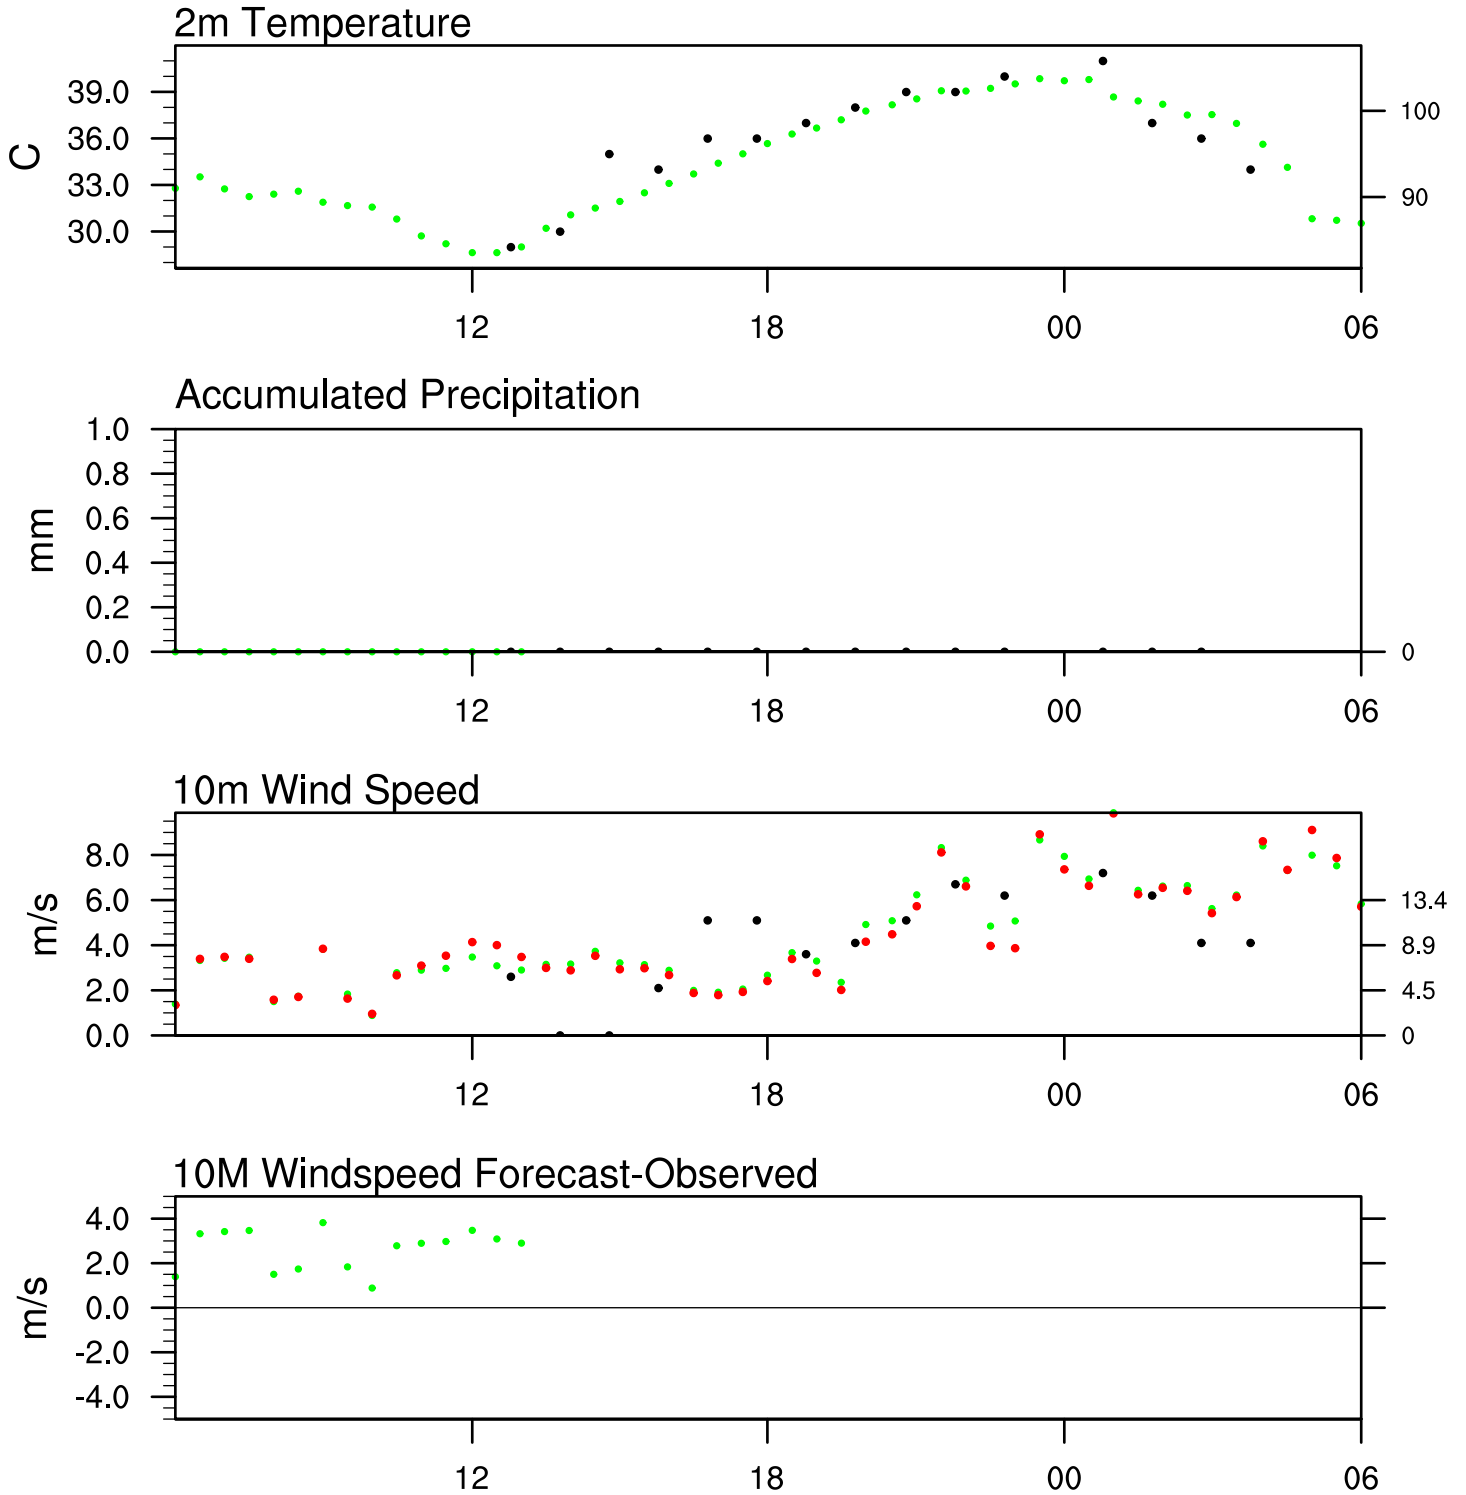 2m Temperature
39.0
36.0
33.0
30.0
C
100
90
12 18 00 06
Accumulated Precipitation
1.0
0.8
0.6
0.4
0.2
0.0
mm
0
12 18 00 06
10m Wind Speed
8.0
6.0
4.0
2.0
0.0
m/s
13.4
8.9
4.5
0
12 18 00 06
10M Windspeed Forecast-Observed
4.0
2.0
0.0
-2.0
-4.0
m/s
12 18 00 06